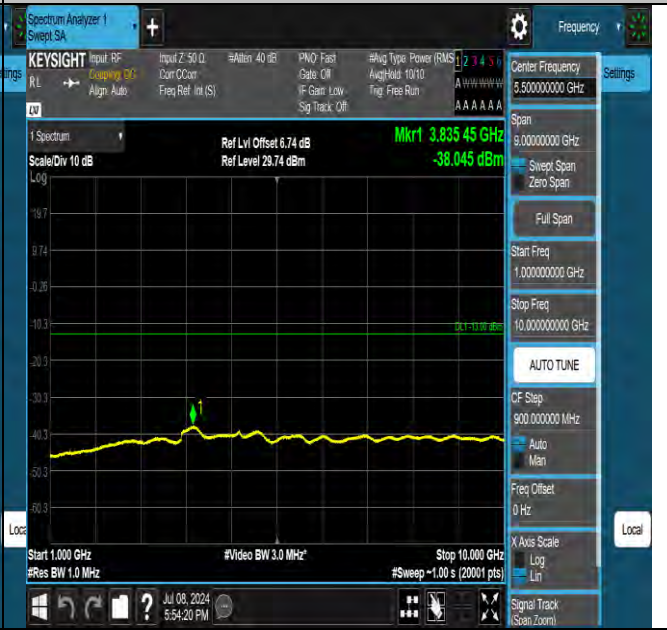 Spectrum Analyzer 1
Swept SA
+
Frequency
KEYSIGHT Input: RF
RL
Coupling: DC
Align: Auto
Input Z: 50 Ω
Corr CCorr
Freq Ref: Int (S)
#Atten: 40 dB
PNO: Fast
Gate: Off
IF Gain: Low
Sig Track: Off
#Avg Type: Power (RMS
Avg|Hold: 10/10
Trig: Free Run
1 2 3 4 5 6
A W W W W W
A A A A A A
LXI
tings
Settings
1 Spectrum
Scale/Div 10 dB
Log
Ref Lvl Offset 6.74 dB
Ref Level 29.74 dBm
Mkr1 3.835 45 GHz
-38.045 dBm
19.7
9.74
-0.26
-10.3
-20.3
-30.3
-40.3
-50.3
-60.3
1
Start 1.000 GHz
#Res BW 1.0 MHz
#Video BW 3.0 MHz*
Stop 10.000 GHz
#Sweep ~1.00 s (20001 pts)
Center Frequency
5.500000000 GHz
Span
9.00000000 GHz
Swept Span
Zero Span
Full Span
Start Freq
1.000000000 GHz
Stop Freq
10.000000000 GHz
AUTO TUNE
CF Step
900.000000 MHz
Auto
Man
Freq Offset
0 Hz
X Axis Scale
Log
Lin
Signal Track
(Span Zoom)
Loca
Local
?
Jul 08, 2024
5:54:20 PM